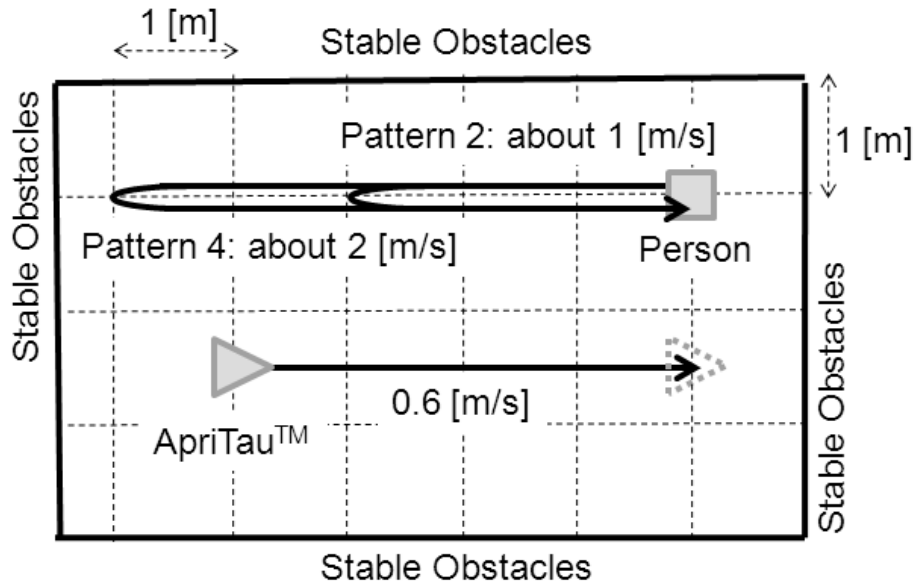 1 [m]
Stable Obstacles
Stable Obstacles
1 [m]
Pattern 2: about 1 [m/s]
Pattern 4: about 2 [m/s]
Person
Stable Obstacles
0.6 [m/s]
ApriTau™
Stable Obstacles